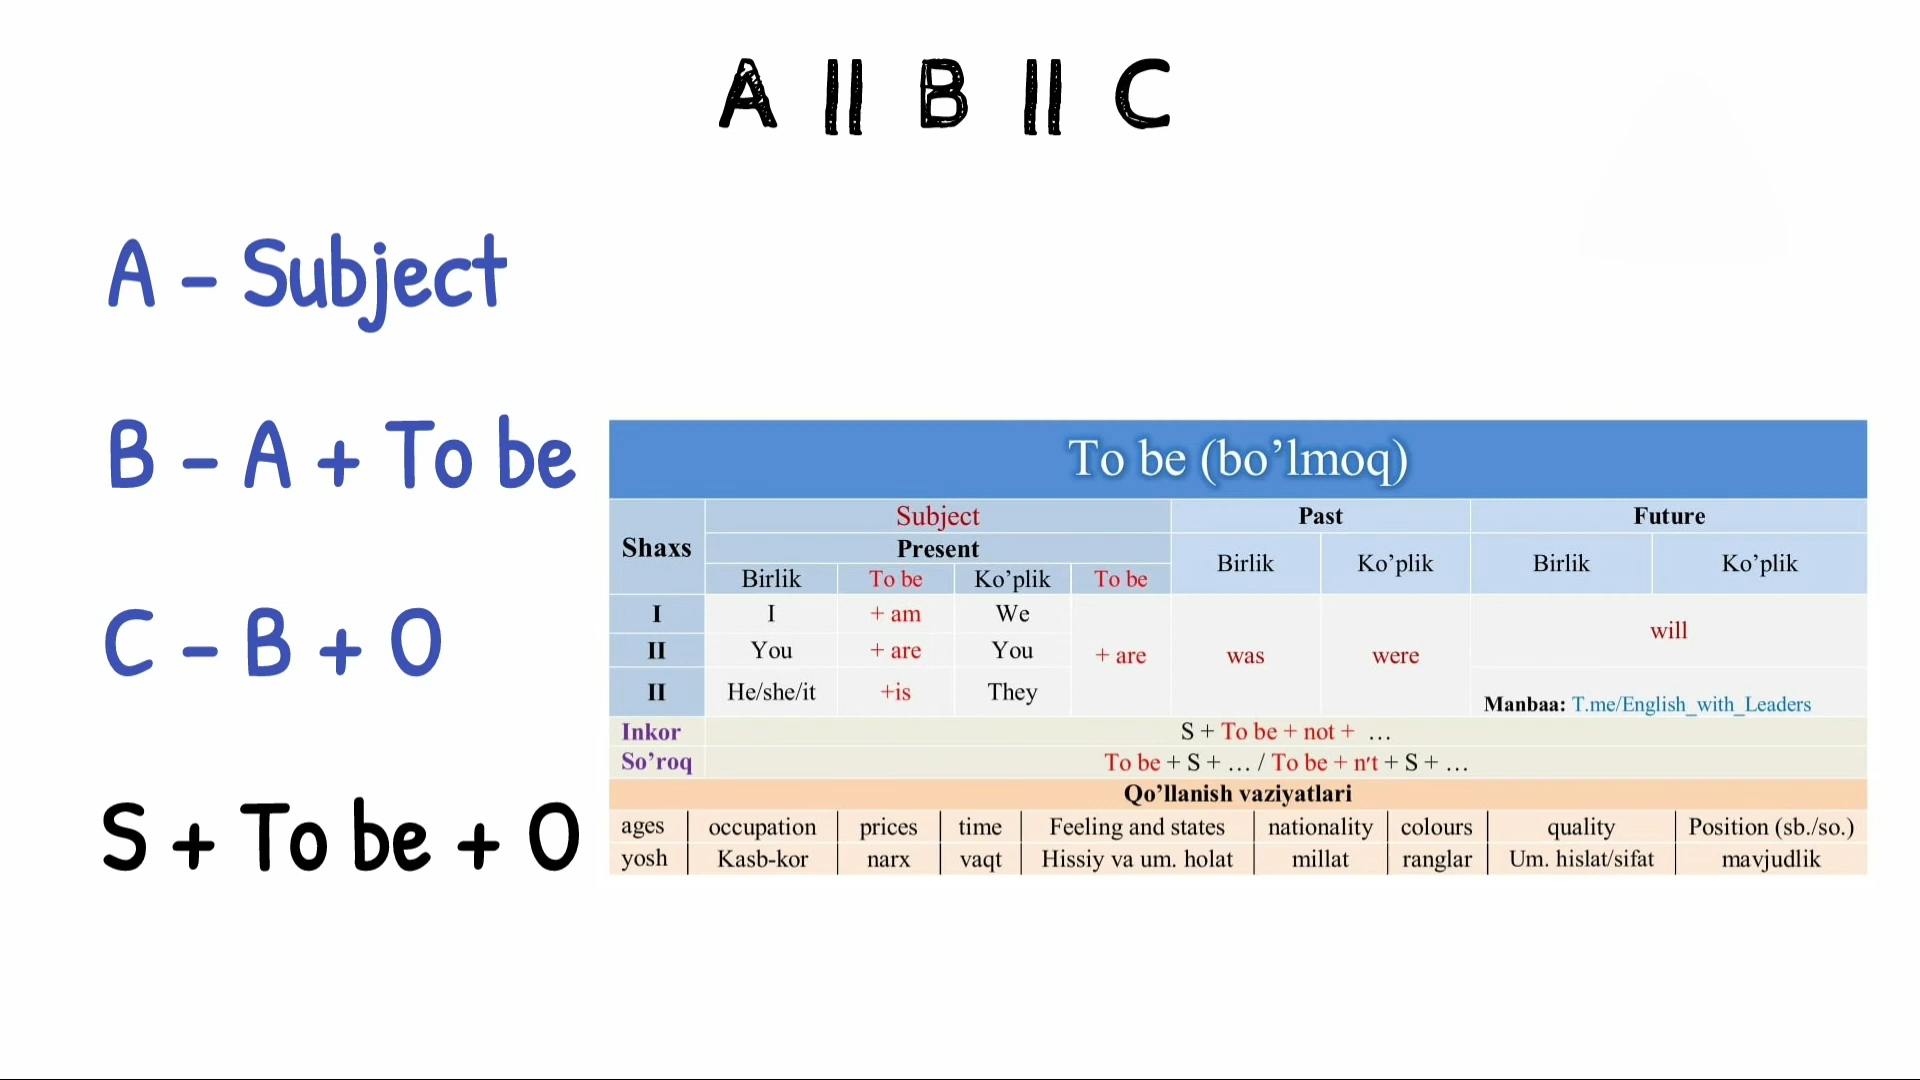 A || B || C
A - Subject
B - A + To be
C - B + O
S + To be + O
To be (bo’lmoq)
Shaxs Subject Past Future
Present
Birlik To be Ko’plik To be Birlik Ko’plik Birlik Ko’plik
I I + am We + are was were will
II You + are You
II He/she/it +is They
Manbaa: T.me/English_with_Leaders
Inkor S + To be + not + …
So’roq To be + S + … / To be + n't + S + …
Qo’llanish vaziyatlari
ages occupation prices time Feeling and states nationality colours quality Position (sb./so.)
yosh Kasb-kor narx vaqt Hissiy va um. holat millat ranglar Um. hislat/sifat mavjudlik